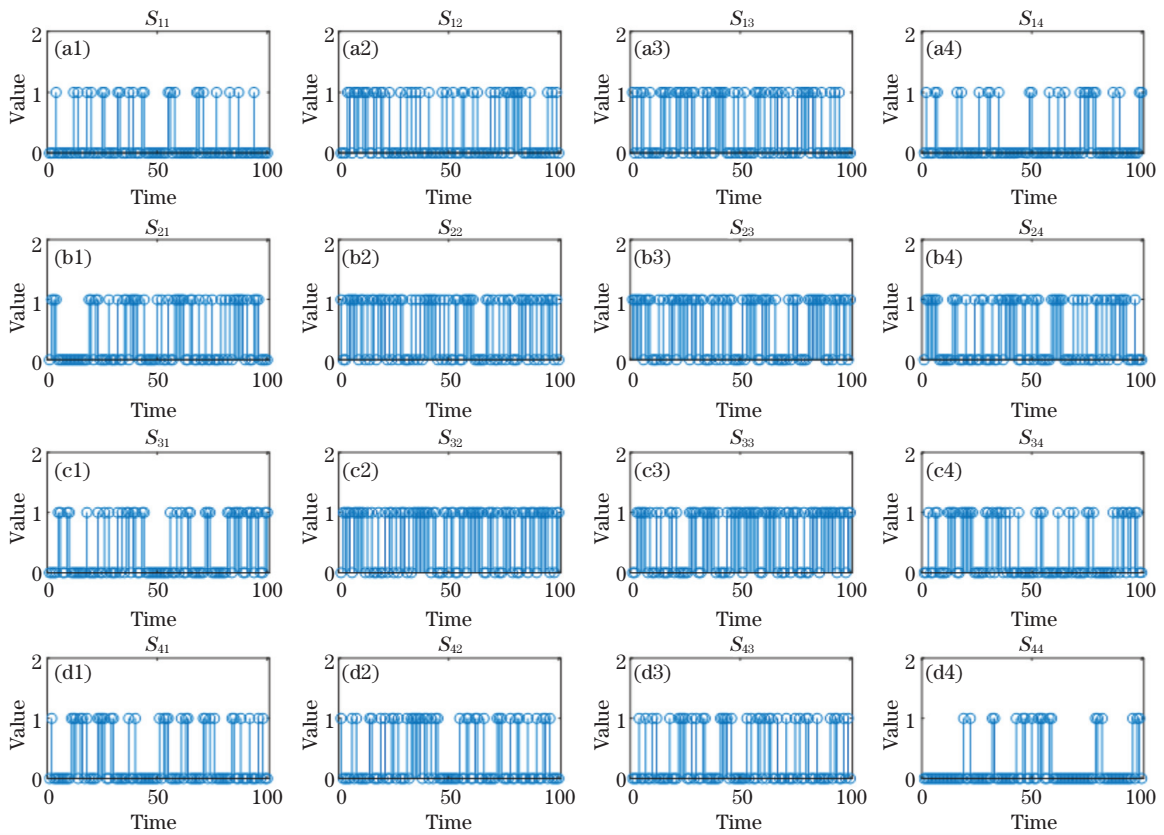 S11 S12 S13 S14
2 2 2 2
(a1) (a2) (a3) (a4)
Value Value Value Value
1 1 1 1
0 0 0 0
0 50 100 0 50 100 0 50 100 0 50 100
Time Time Time Time
S21 S22 S23 S24
2 2 2 2
(b1) (b2) (b3) (b4)
Value Value Value Value
1 1 1 1
0 0 0 0
0 50 100 0 50 100 0 50 100 0 50 100
Time Time Time Time
S31 S32 S33 S34
2 2 2 2
(c1) (c2) (c3) (c4)
Value Value Value Value
1 1 1 1
0 0 0 0
0 50 100 0 50 100 0 50 100 0 50 100
Time Time Time Time
S41 S42 S43 S44
2 2 2 2
(d1) (d2) (d3) (d4)
Value Value Value Value
1 1 1 1
0 0 0 0
0 50 100 0 50 100 0 50 100 0 50 100
Time Time Time Time